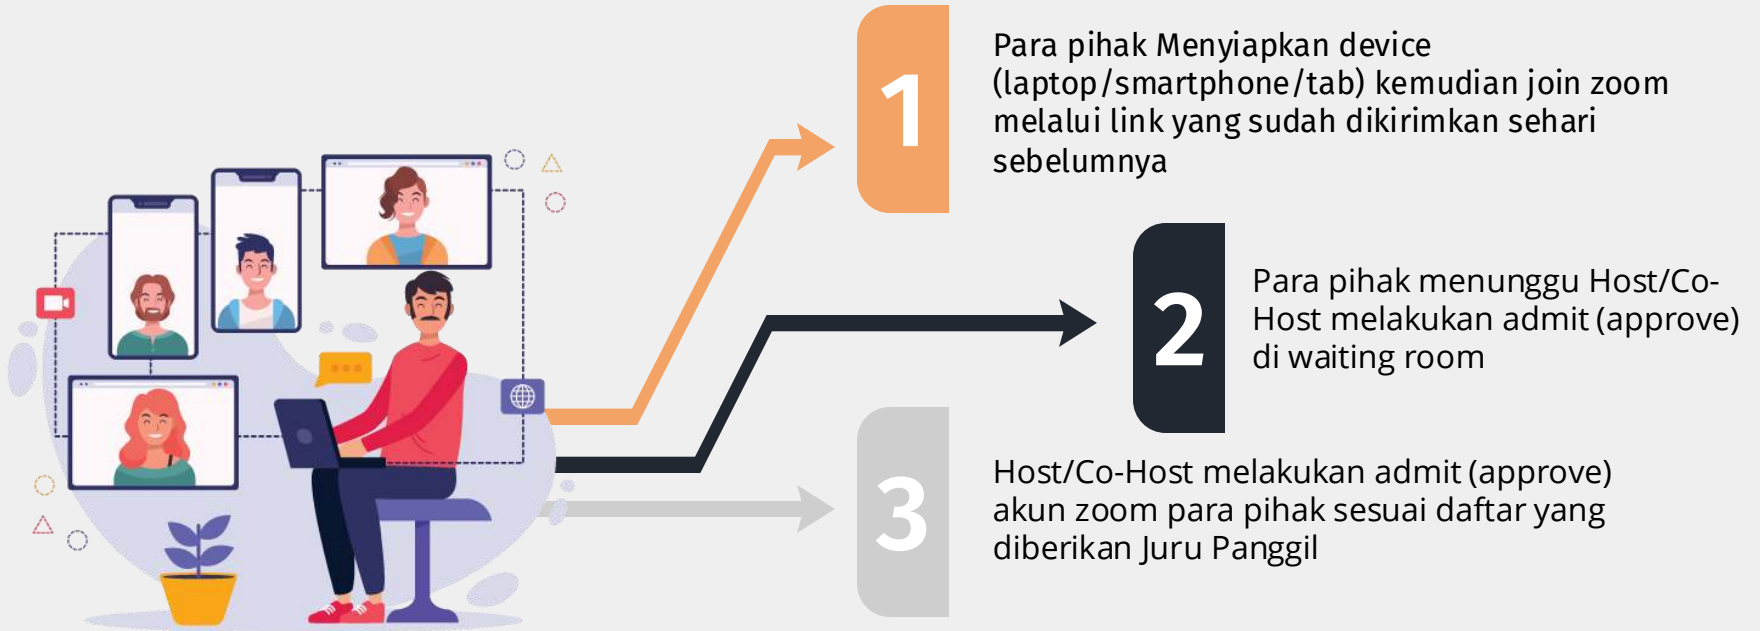 1
Para pihak Menyiapkan device
(laptop/smartphone/tab) kemudian join zoom
melalui link yang sudah dikirimkan sehari
sebelumnya
2
Para pihak menunggu Host/Co-
Host melakukan admit (approve)
di waiting room
3
Host/Co-Host melakukan admit (approve)
akun zoom para pihak sesuai daftar yang
diberikan Juru Panggil